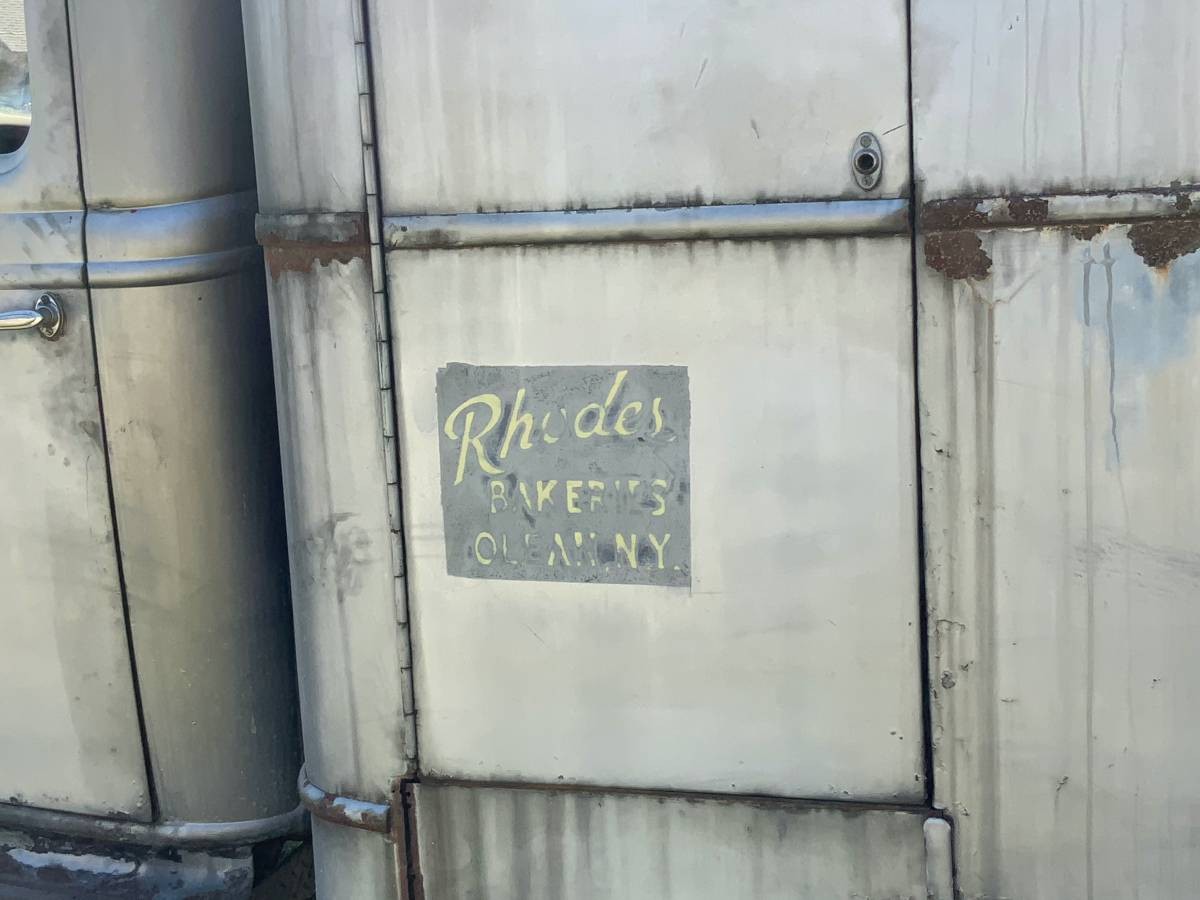 Rhodes
BAKERIES
OLEAN, N.Y.